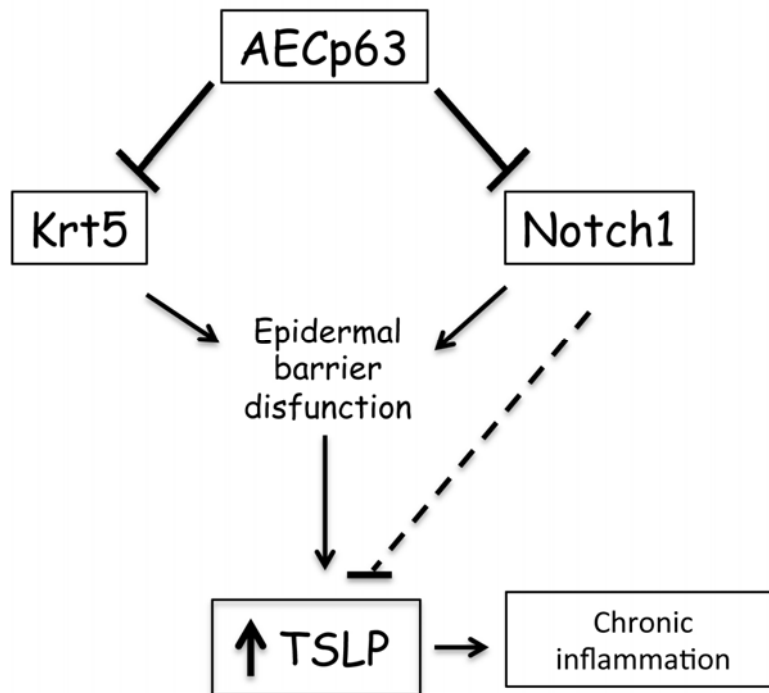 AECp63
Krt5
Notch1
Epidermal
barrier
disfunction
↑ TSLP
Chronic
inflammation